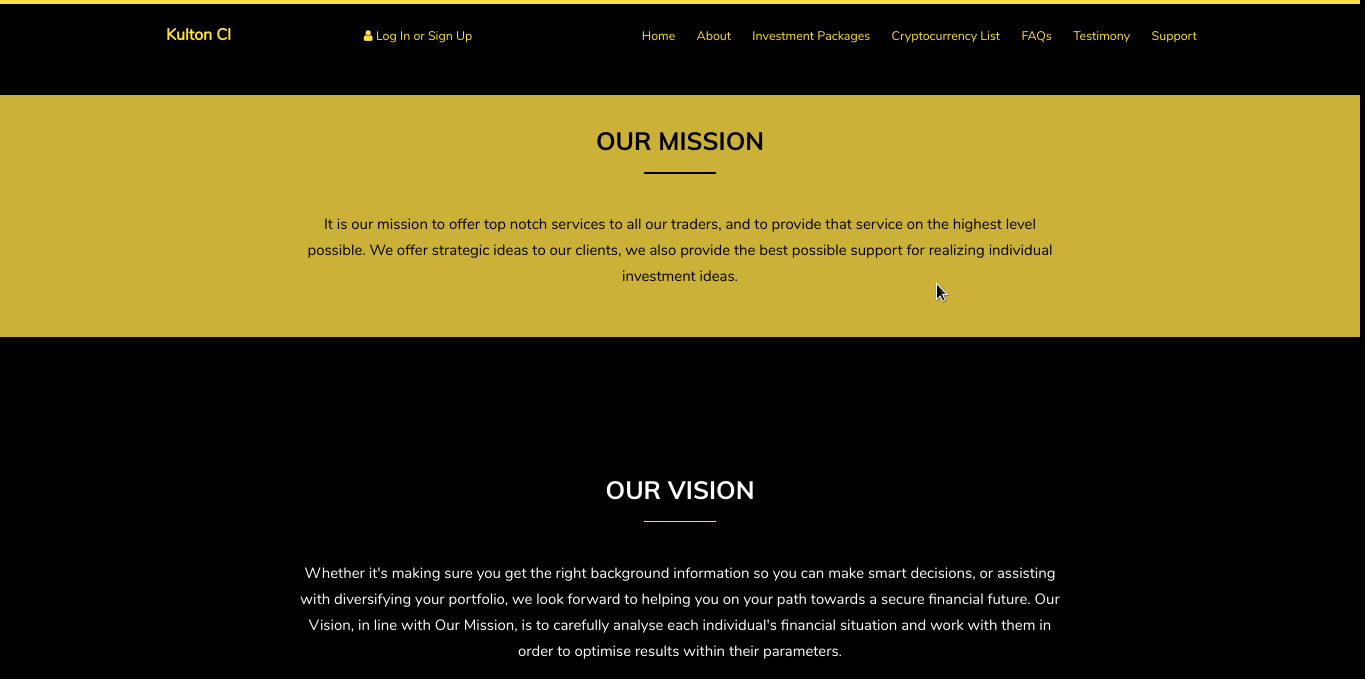 Kulton CI
Log In or Sign Up
Home About Investment Packages Cryptocurrency List FAQs Testimony Support
OUR MISSION
It is our mission to offer top notch services to all our traders, and to provide that service on the highest level
possible. We offer strategic ideas to our clients, we also provide the best possible support for realizing individual
investment ideas.
OUR VISION
Whether it's making sure you get the right background information so you can make smart decisions, or assisting
with diversifying your portfolio, we look forward to helping you on your path towards a secure financial future. Our
Vision, in line with Our Mission, is to carefully analyse each individual's financial situation and work with them in
order to optimise results within their parameters.